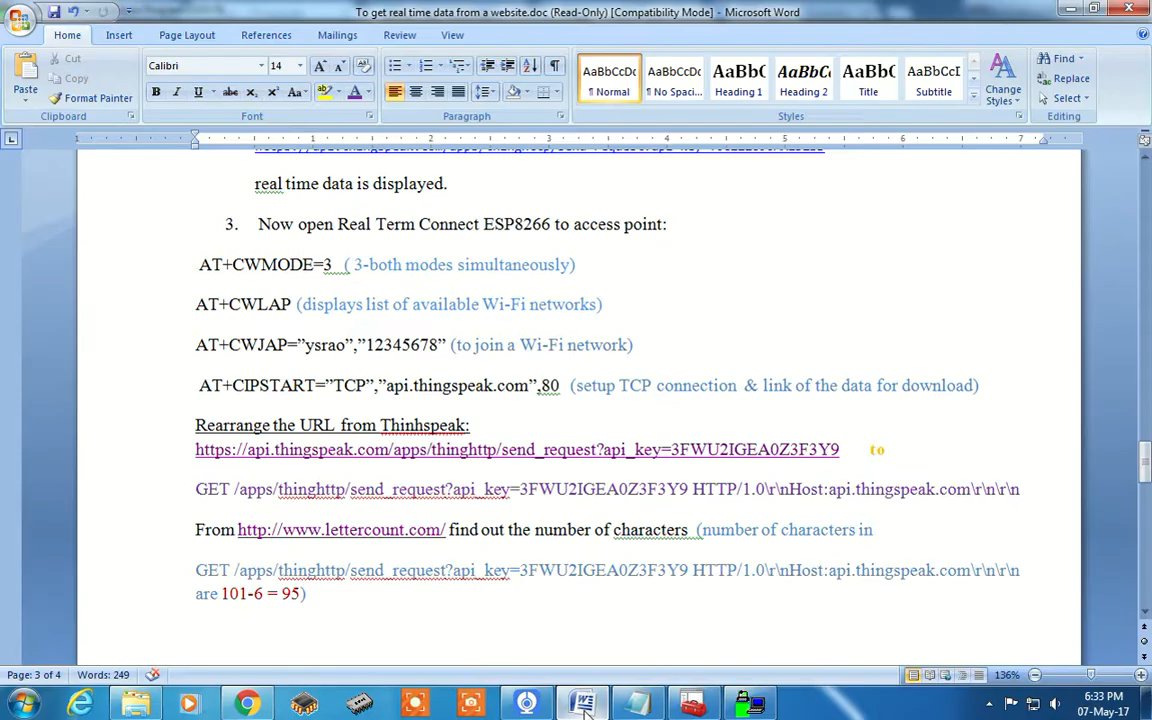 To get real time data from a website.doc (Read-Only) [Compatibility Mode] - Microsoft Word
Home Insert Page Layout References Mailings Review View
Paste
Cut
Copy
Format Painter
Clipboard
Calibri 14
Font
Paragraph
AaBbCcDc AaBbCcDc AaBbC AaBbCc AaBbC AaBbCcI
¶ Normal ¶ No Spaci... Heading 1 Heading 2 Title Subtitle
Change Styles
Styles
Find
Replace
Select
Editing
1 1 2 3 4 5 6 7
real time data is displayed.
3. Now open Real Term Connect ESP8266 to access point:
AT+CWMODE=3 ( 3-both modes simultaneously)
AT+CWLAP (displays list of available Wi-Fi networks)
AT+CWJAP=”ysrao”,”12345678” (to join a Wi-Fi network)
AT+CIPSTART=”TCP”,”api.thingspeak.com”,80 (setup TCP connection & link of the data for download)
Rearrange the URL from Thinhspeak:
https://api.thingspeak.com/apps/thinghttp/send_request?api_key=3FWU2IGEA0Z3F3Y9 to
GET /apps/thinghttp/send_request?api_key=3FWU2IGEA0Z3F3Y9 HTTP/1.0\r\nHost:api.thingspeak.com\r\n\r\n
From http://www.lettercount.com/ find out the number of characters (number of characters in
GET /apps/thinghttp/send_request?api_key=3FWU2IGEA0Z3F3Y9 HTTP/1.0\r\nHost:api.thingspeak.com\r\n\r\n
are 101-6 = 95)
Page: 3 of 4 Words: 249 136%
6:33 PM
07-May-17